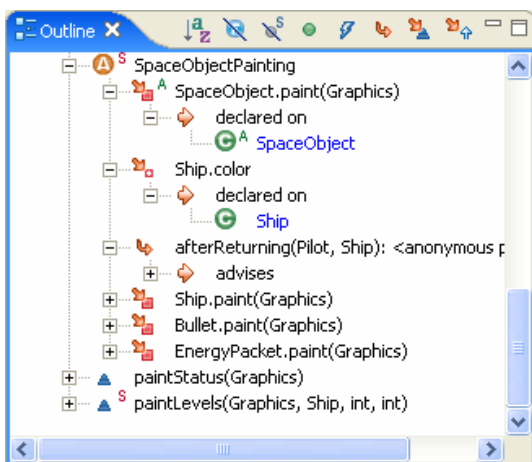 Outline
a
z
S
A S SpaceObjectPainting
A SpaceObject.paint(Graphics)
declared on
C A SpaceObject
Ship.color
declared on
C Ship
afterReturning(Pilot, Ship): <anonymous p
advises
Ship.paint(Graphics)
Bullet.paint(Graphics)
EnergyPacket.paint(Graphics)
paintStatus(Graphics)
S paintLevels(Graphics, Ship, int, int)